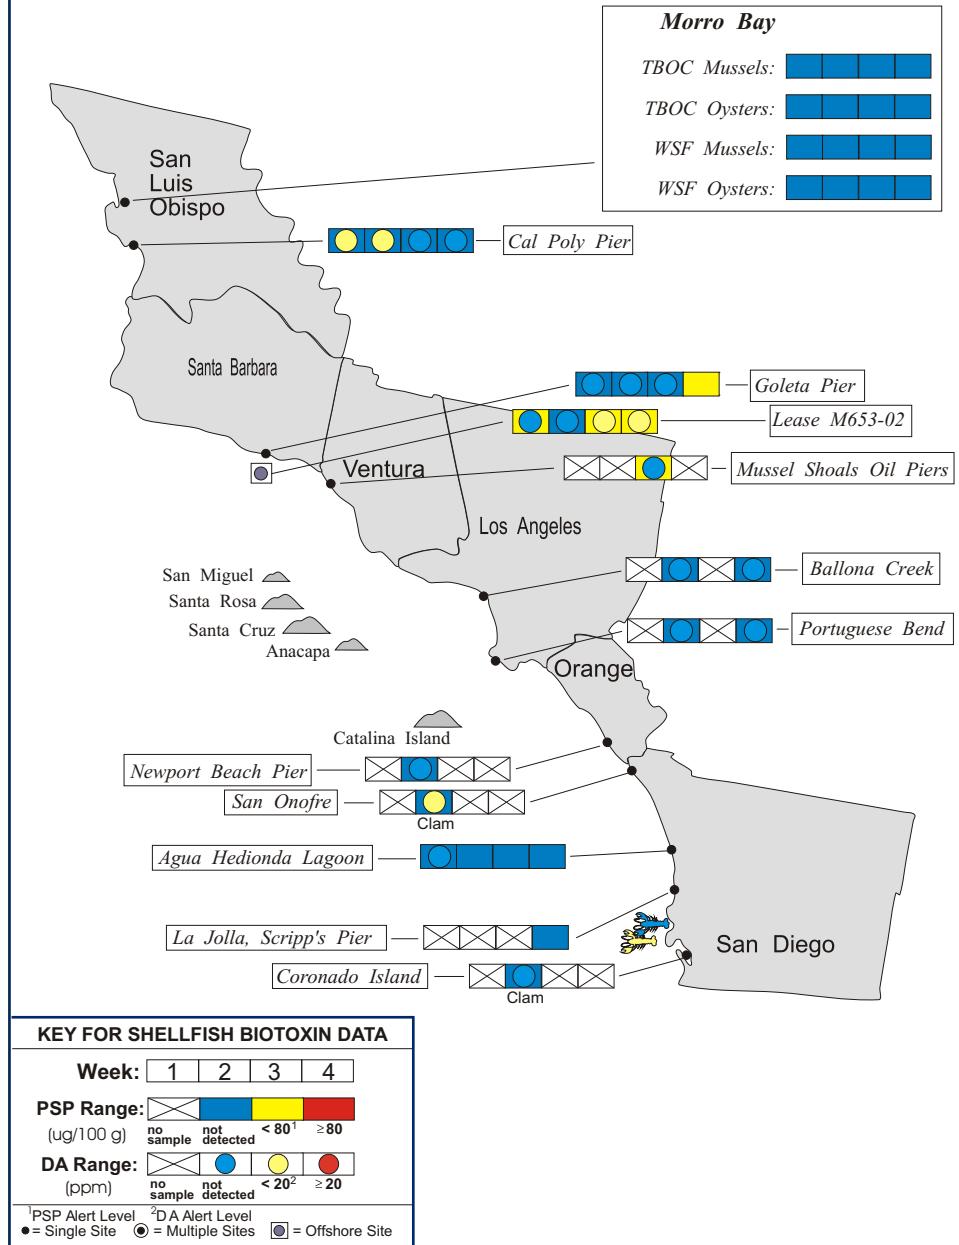 Morro Bay
TBOC Mussels:
TBOC Oysters:
WSF Mussels:
WSF Oysters:
San
Luis
Obispo
Cal Poly Pier
Santa Barbara
Goleta Pier
Lease M653-02
Ventura
Mussel Shoals Oil Piers
Los Angeles
Ballona Creek
San Miguel
Santa Rosa
Santa Cruz
Anacapa
Portuguese Bend
Orange
Catalina Island
Newport Beach Pier
San Onofre
Clam
Agua Hedionda Lagoon
La Jolla, Scripp's Pier
San Diego
Coronado Island
Clam
KEY FOR SHELLFISH BIOTOXIN DATA
Week: 1 2 3 4
PSP Range:
(ug/100 g)
no sample
not detected
< 80¹
≥80
DA Range:
(ppm)
no sample
not detected
< 20²
≥20
¹PSP Alert Level ²DA Alert Level
= Single Site = Multiple Sites = Offshore Site